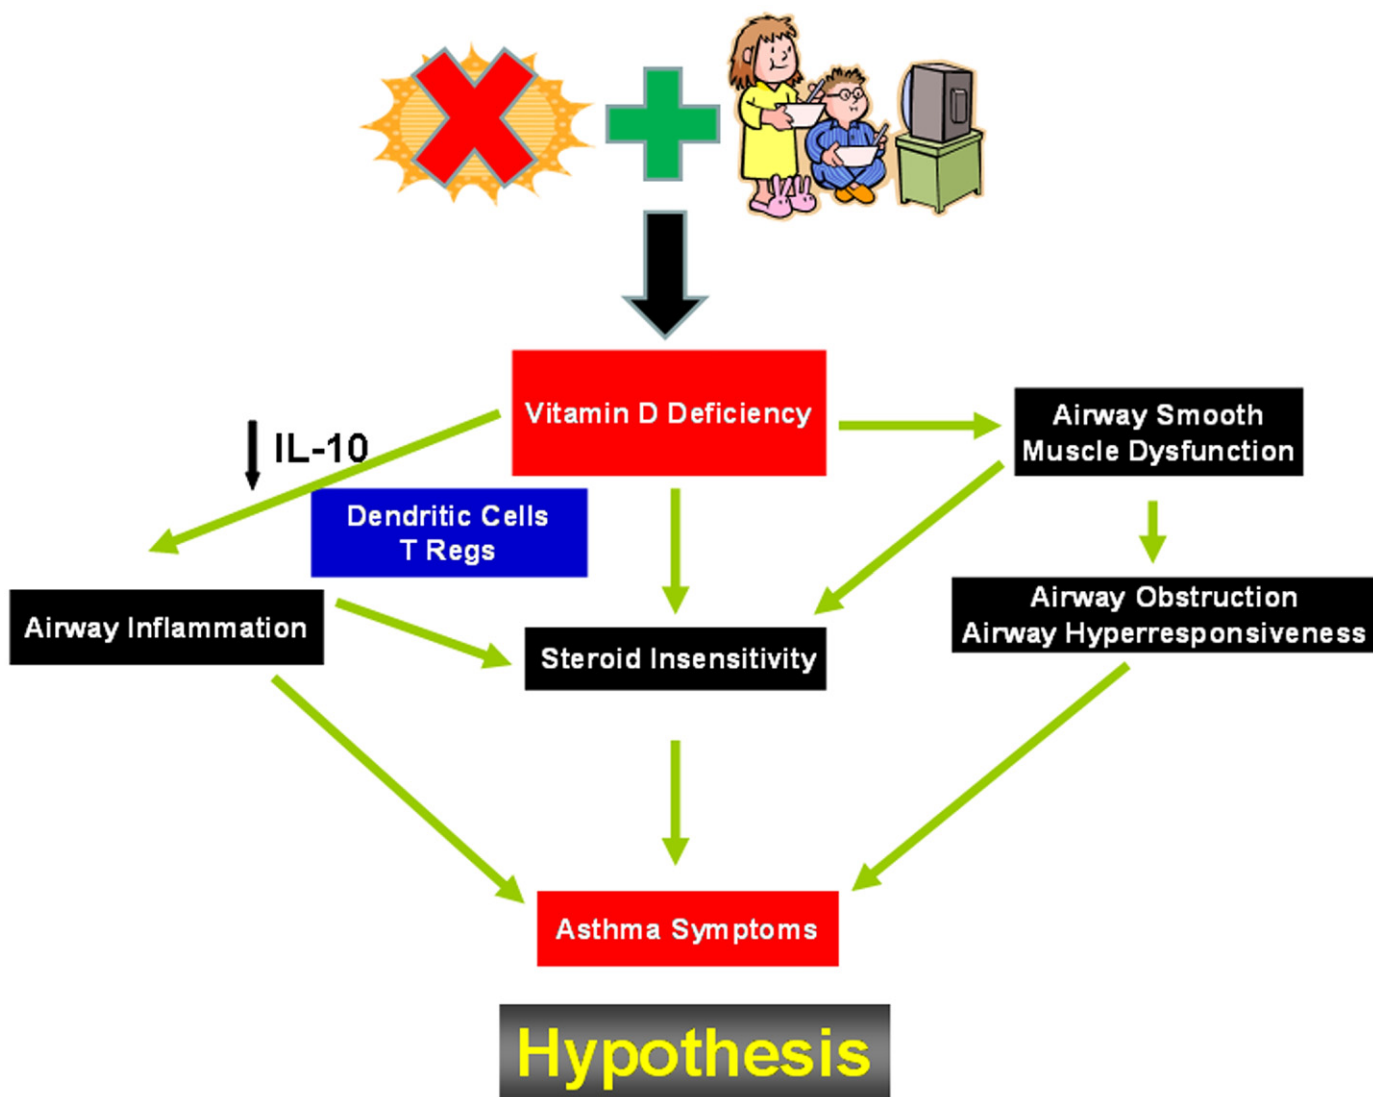 Vitamin D Deficiency
Airway Smooth
Muscle Dysfunction
IL-10
Dendritic Cells
T Regs
Airway Inflammation
Steroid Insensitivity
Airway Obstruction
Airway Hyperresponsiveness
Asthma Symptoms
Hypothesis